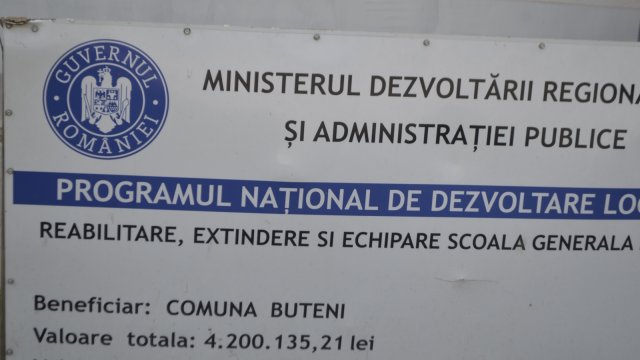 GUVERNUL ROMÂNIEI
MINISTERUL DEZVOLTĂRII REGIONA
ȘI ADMINISTRAȚIEI PUBLICE
PROGRAMUL NAȚIONAL DE DEZVOLTARE LOC
REABILITARE, EXTINDERE SI ECHIPARE SCOALA GENERALA
Beneficiar: COMUNA BUTENI
Valoare totala: 4.200.135,21 lei